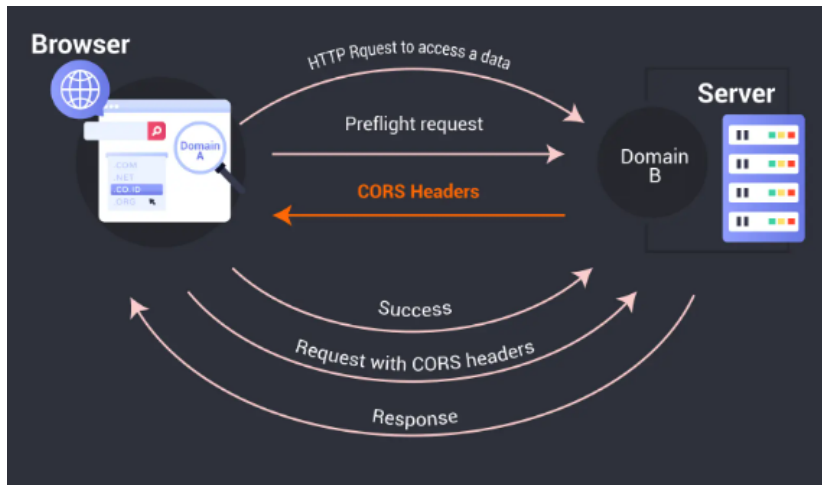 Browser
HTTP Rquest to access a data
Server
Preflight request
Domain
A
Domain
B
COM
NET
CO.ID
ORG
CORS Headers
Success
Request with CORS headers
Response